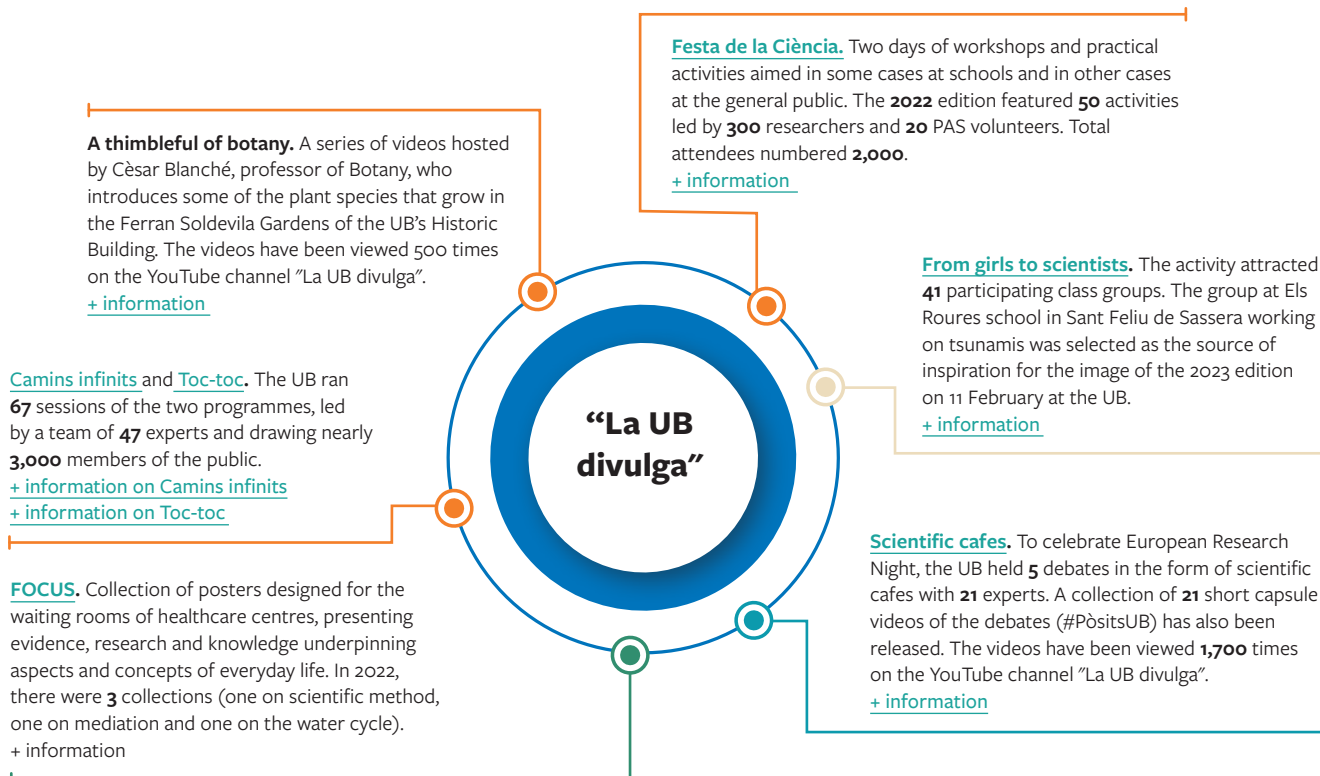 Festa de la Ciència. Two days of workshops and practical
activities aimed in some cases at schools and in other cases
at the general public. The 2022 edition featured 50 activities
led by 300 researchers and 20 PAS volunteers. Total
attendees numbered 2,000.
+ information
A thimbleful of botany. A series of videos hosted
by Cèsar Blanché, professor of Botany, who
introduces some of the plant species that grow in
the Ferran Soldevila Gardens of the UB's Historic
Building. The videos have been viewed 500 times
on the YouTube channel "La UB divulga".
+ information
From girls to scientists. The activity attracted
41 participating class groups. The group at Els
Roures school in Sant Feliu de Sassera working
on tsunamis was selected as the source of
inspiration for the image of the 2023 edition
on 11 February at the UB.
+ information
Camins infinits and Toc-toc. The UB ran
67 sessions of the two programmes, led
by a team of 47 experts and drawing nearly
3,000 members of the public.
+ information on Camins infinits
+ information on Toc-toc
“La UB
divulga"
Scientific cafes. To celebrate European Research
Night, the UB held 5 debates in the form of scientific
cafes with 21 experts. A collection of 21 short capsule
videos of the debates (#PòsitsUB) has also been
released. The videos have been viewed 1,700 times
on the YouTube channel "La UB divulga".
+ information
FOCUS. Collection of posters designed for the
waiting rooms of healthcare centres, presenting
evidence, research and knowledge underpinning
aspects and concepts of everyday life. In 2022,
there were 3 collections (one on scientific method,
one on mediation and one on the water cycle).
+ information